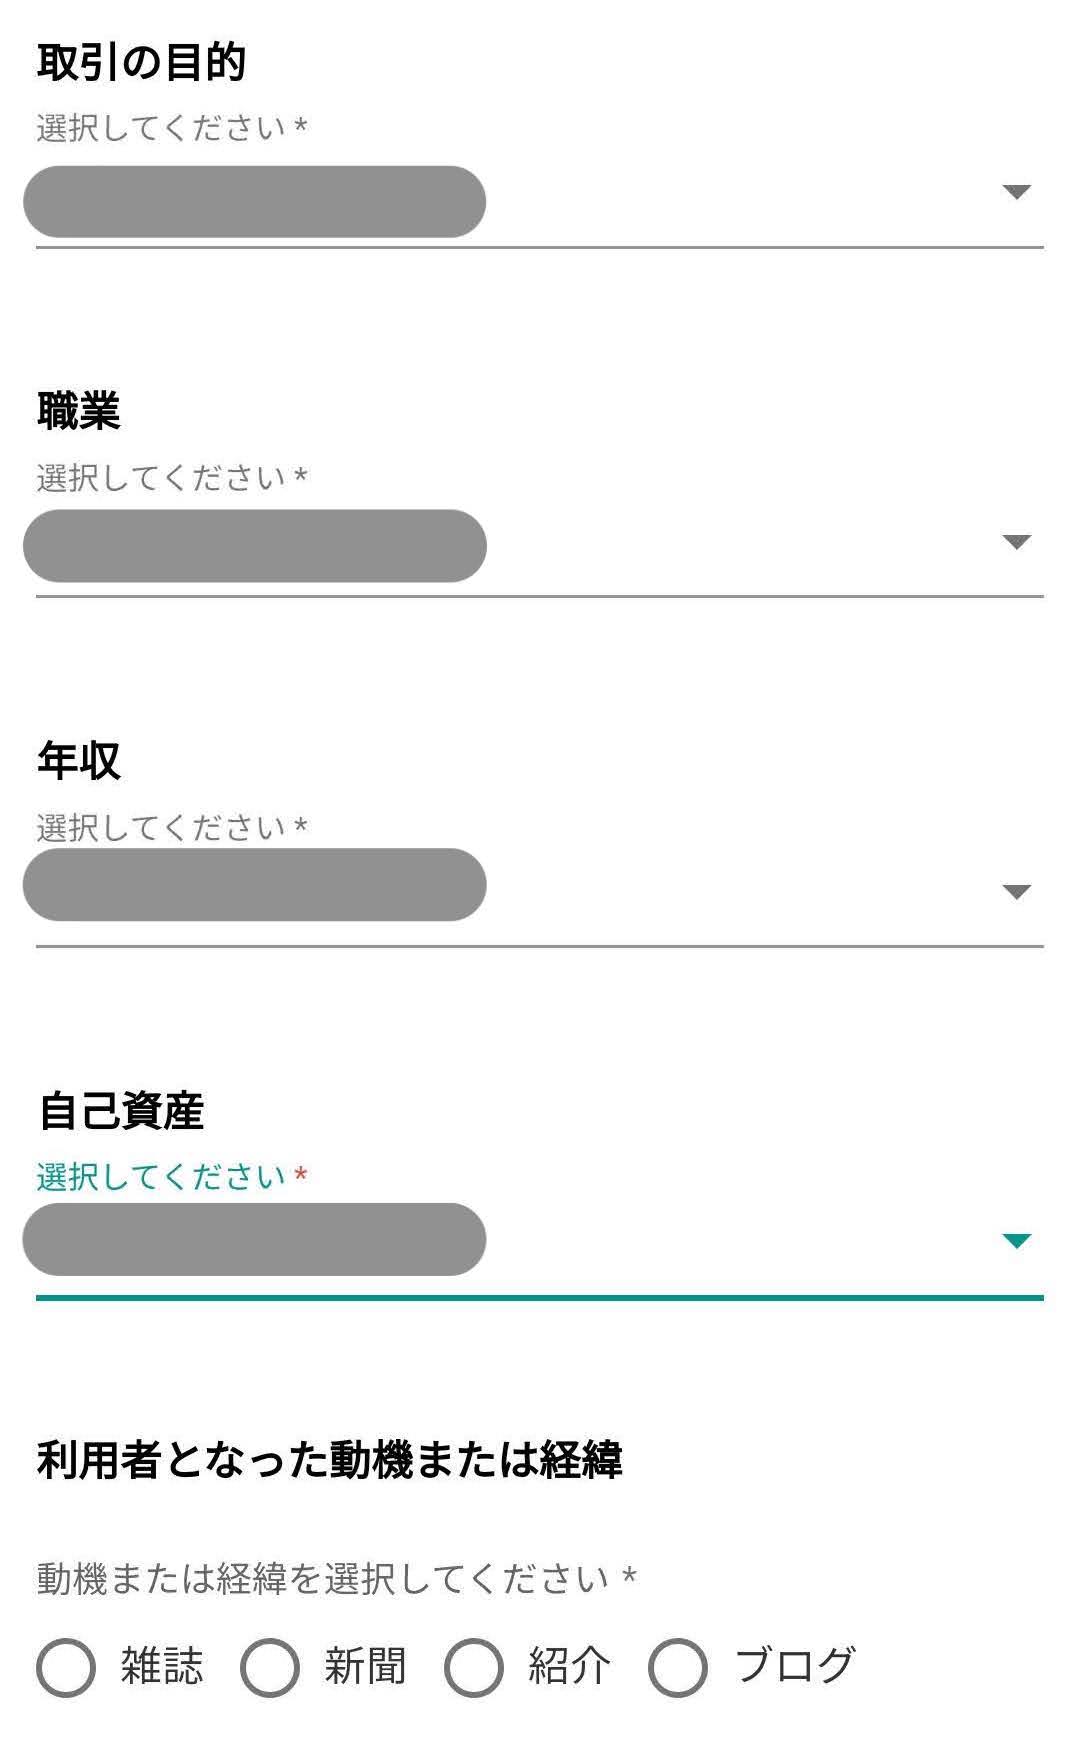 取引の目的
選択してください *
職業
選択してください *
年収
選択してください *
自己資産
選択してください *
利用者となった動機または経緯
動機または経緯を選択してください *
雑誌 新聞 紹介 ブログ